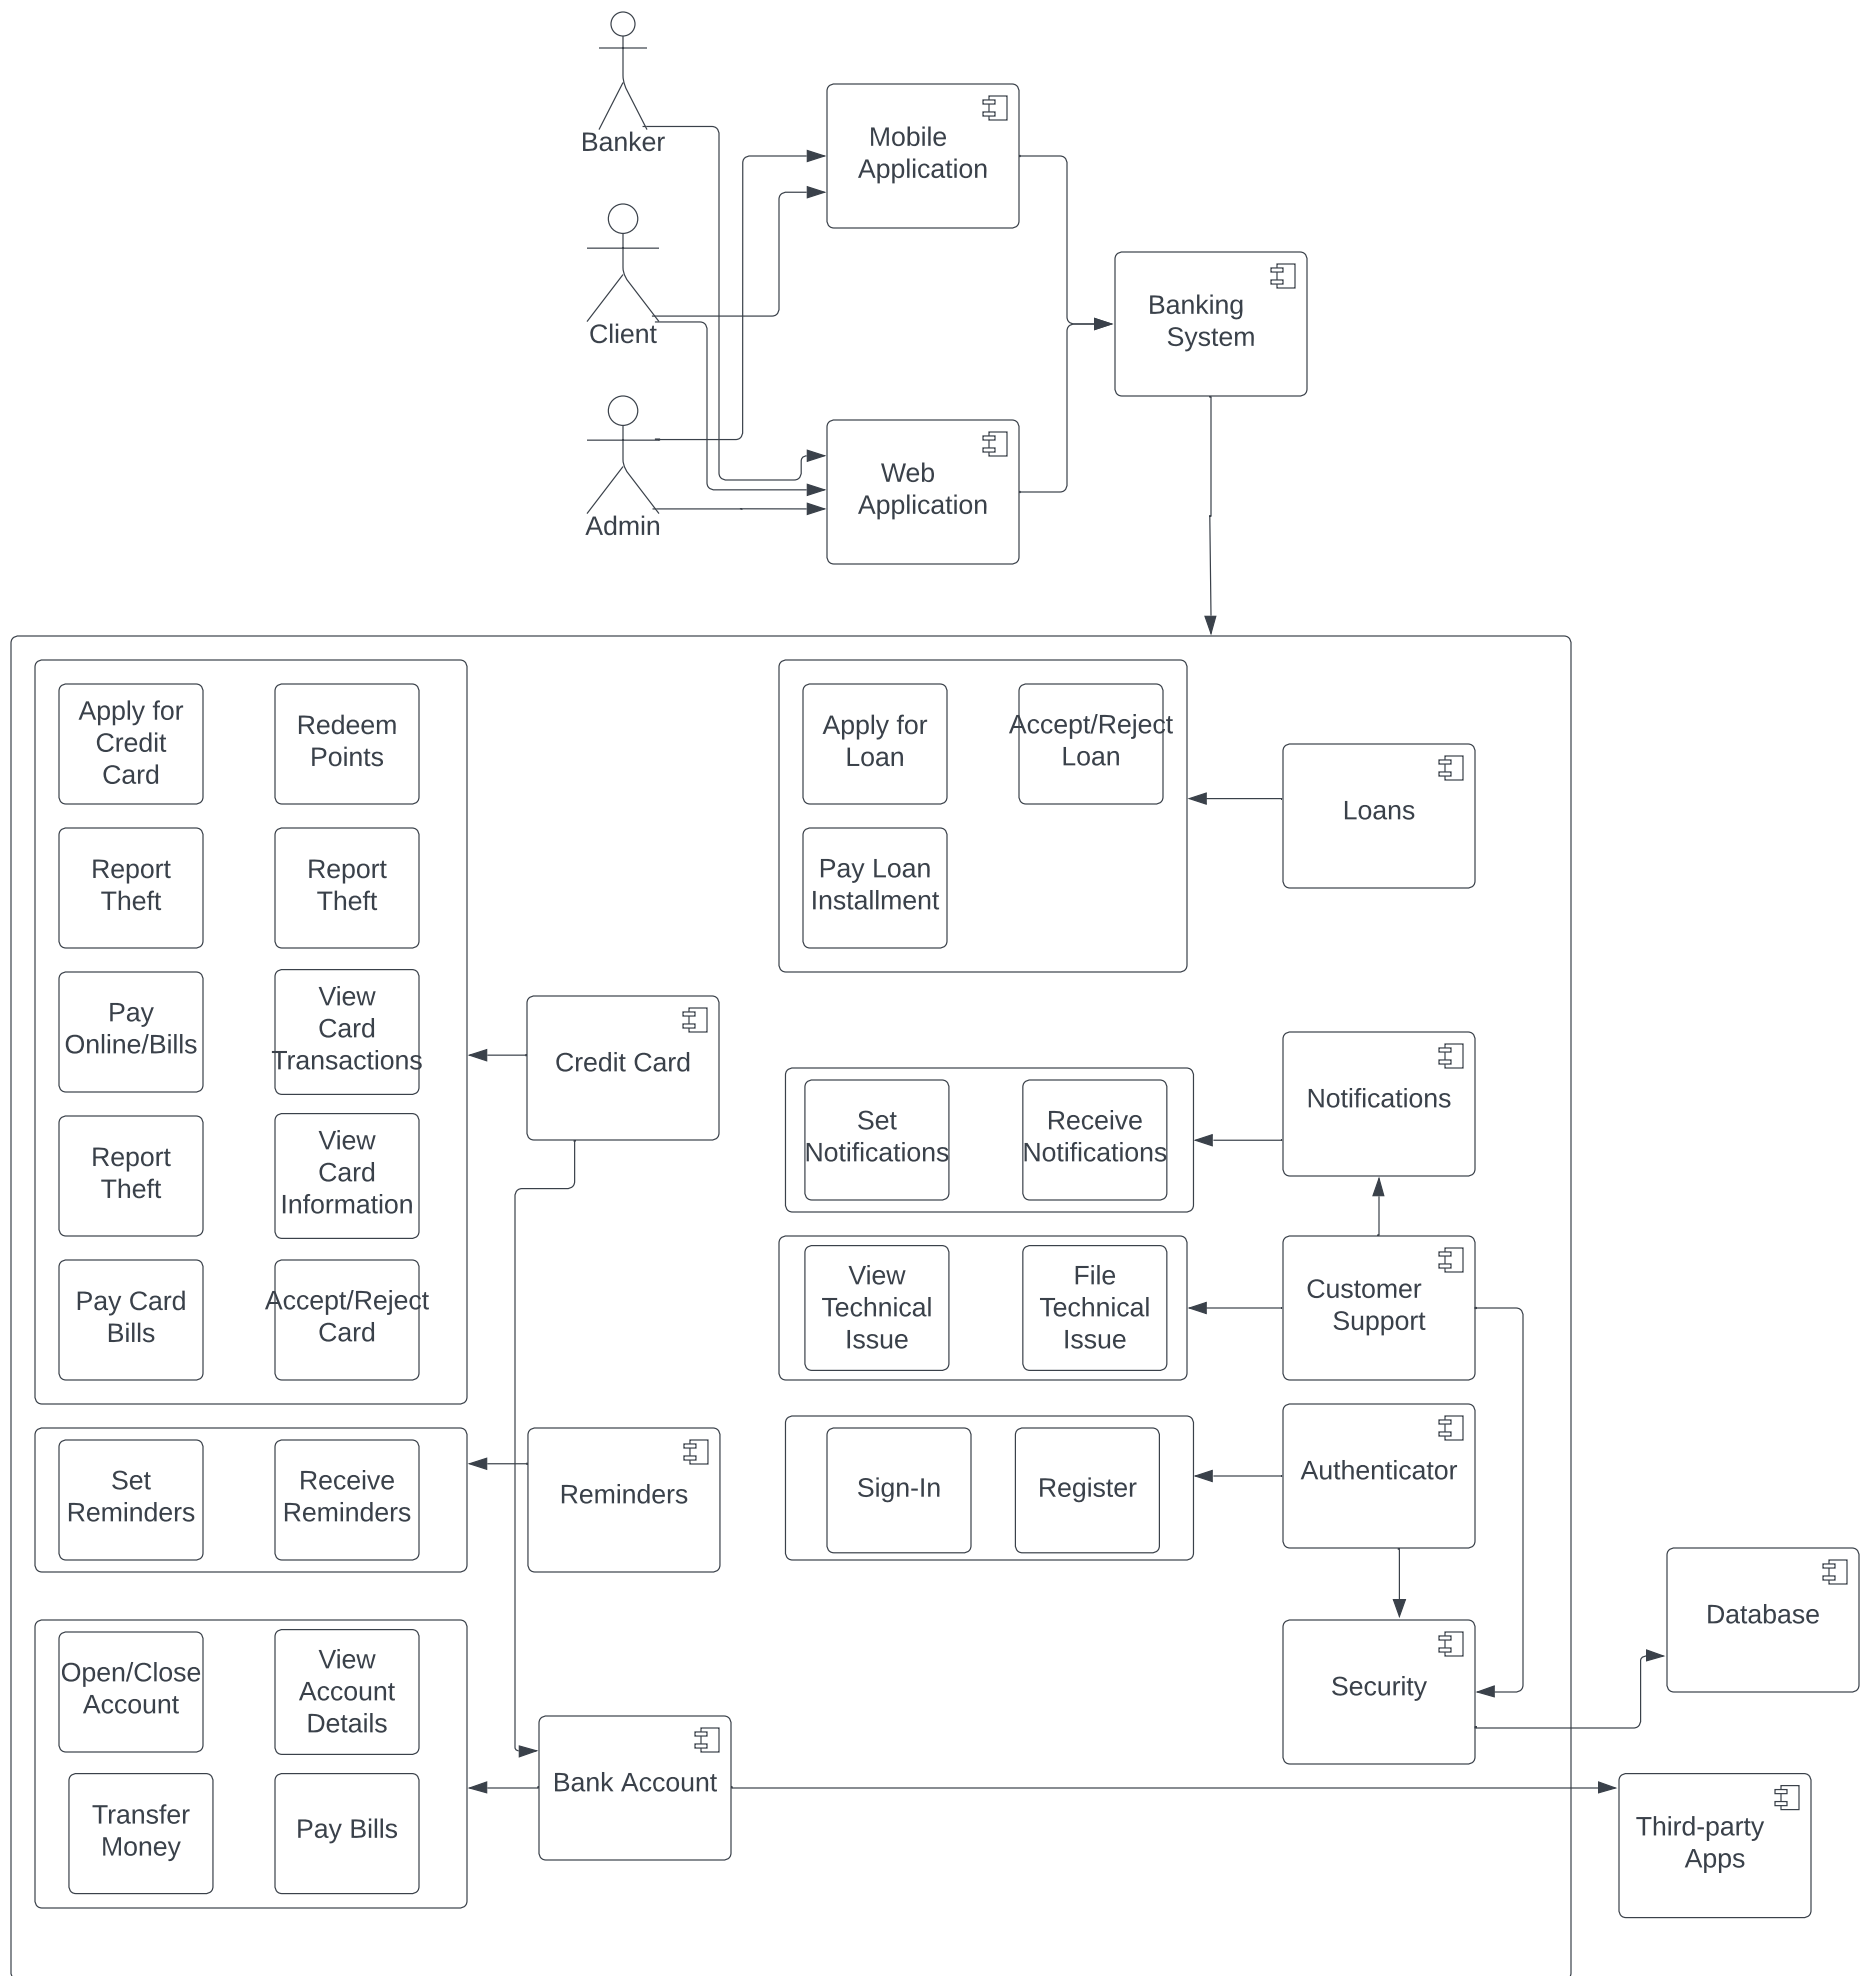 Banker
Mobile
Application
Client
Banking
System
Web
Application
Admin
Apply for
Credit
Card
Redeem
Points
Report
Theft
Report
Theft
Pay
Online/Bills
View
Card
Transactions
Report
Theft
View
Card
Information
Pay Card
Bills
Accept/Reject
Card
Credit Card
Set
Reminders
Receive
Reminders
Reminders
Open/Close
Account
View
Account
Details
Transfer
Money
Pay Bills
Bank Account
Apply for
Loan
Accept/Reject
Loan
Pay Loan
Installment
Loans
Set
Notifications
Receive
Notifications
Notifications
View
Technical
Issue
File
Technical
Issue
Customer
Support
Sign-In
Register
Authenticator
Security
Database
Third-party
Apps